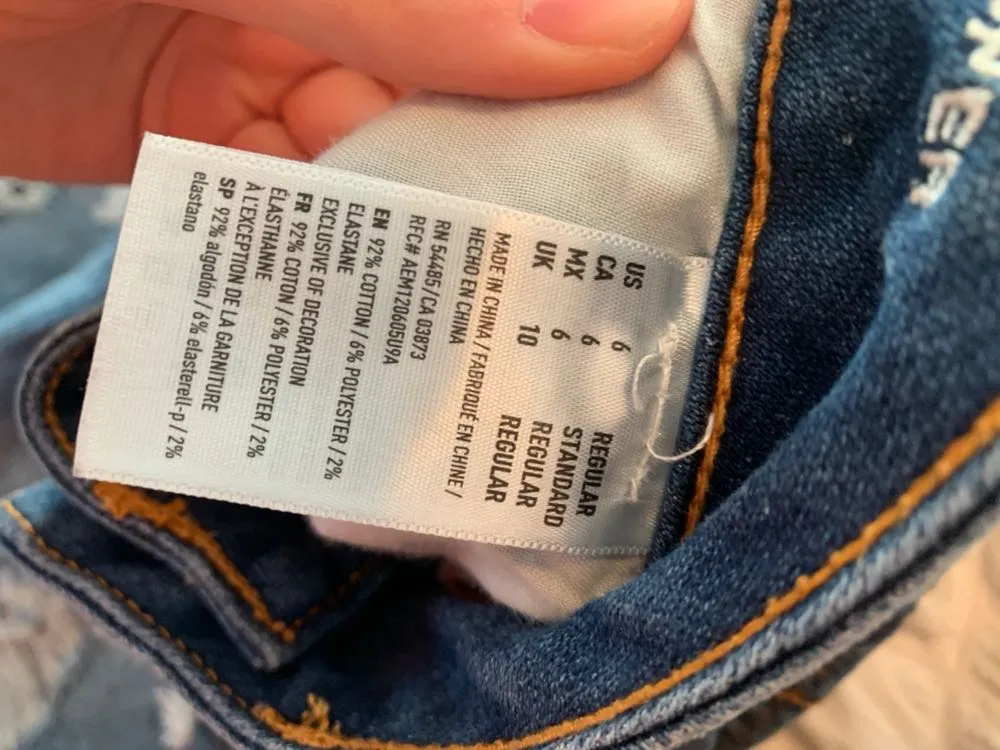 US 6 REGULAR
CA 6 STANDARD
MX 6 REGULAR
UK 10 REGULAR
MADE IN CHINA / FABRIQUÉ EN CHINE /
HECHO EN CHINA
RN 54485 / CA 03873
RFC# AEM120605U9A
EN 92% COTTON / 6% POLYESTER / 2%
ELASTANE
EXCLUSIVE OF DECORATION
FR 92% COTON / 6% POLYESTER / 2%
ÉLASTHANNE
À L'EXCEPTION DE LA GARNITURE
SP 92% algodón / 6% elasterell-p / 2%
elastano